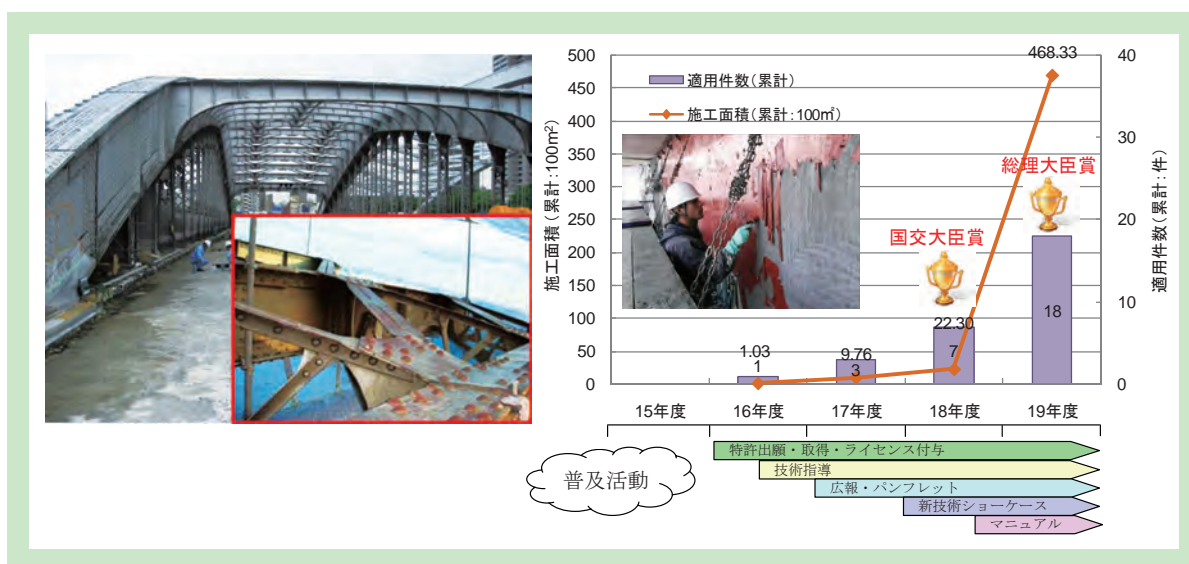 500
450
400
350
300
250
200
150
100
50
0
施工面積(累計:100m²)
適用件数(累計)
施工面積(累計:100㎡)
468.33
40
30
20
10
0
適用件数(累計:件)
総理大臣賞
国交大臣賞
1.03
1
9.76
3
22.30
7
18
15年度 16年度 17年度 18年度 19年度
普及活動
特許出願・取得・ライセンス付与
技術指導
広報・パンフレット
新技術ショーケース
マニュアル